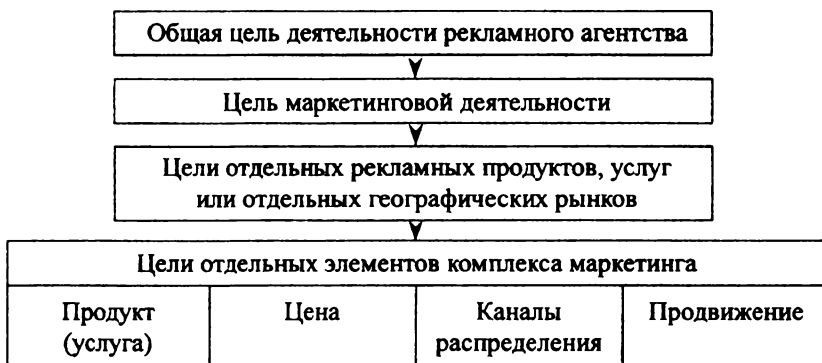 Общая цель деятельности рекламного агентства
Цель маркетинговой деятельности
Цели отдельных рекламных продуктов, услуг
или отдельных географических рынков
Цели отдельных элементов комплекса маркетинга
Продукт
(услуга)
Цена
Каналы
распределения
Продвижение